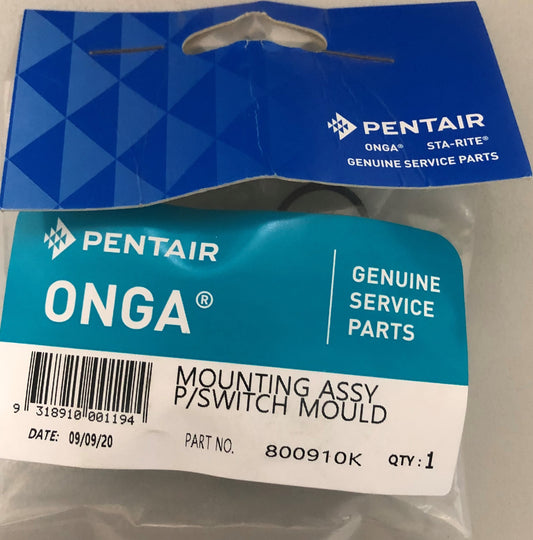 PENTAIR
ONGA® STA-RITE®
GENUINE SERVICE PARTS
PENTAIR
ONGA®
GENUINE
SERVICE
PARTS
MOUNTING ASSY
P/SWITCH MOULD
9 318910 001194
DATE: 09/09/20
PART NO. 800910K QTY : 1